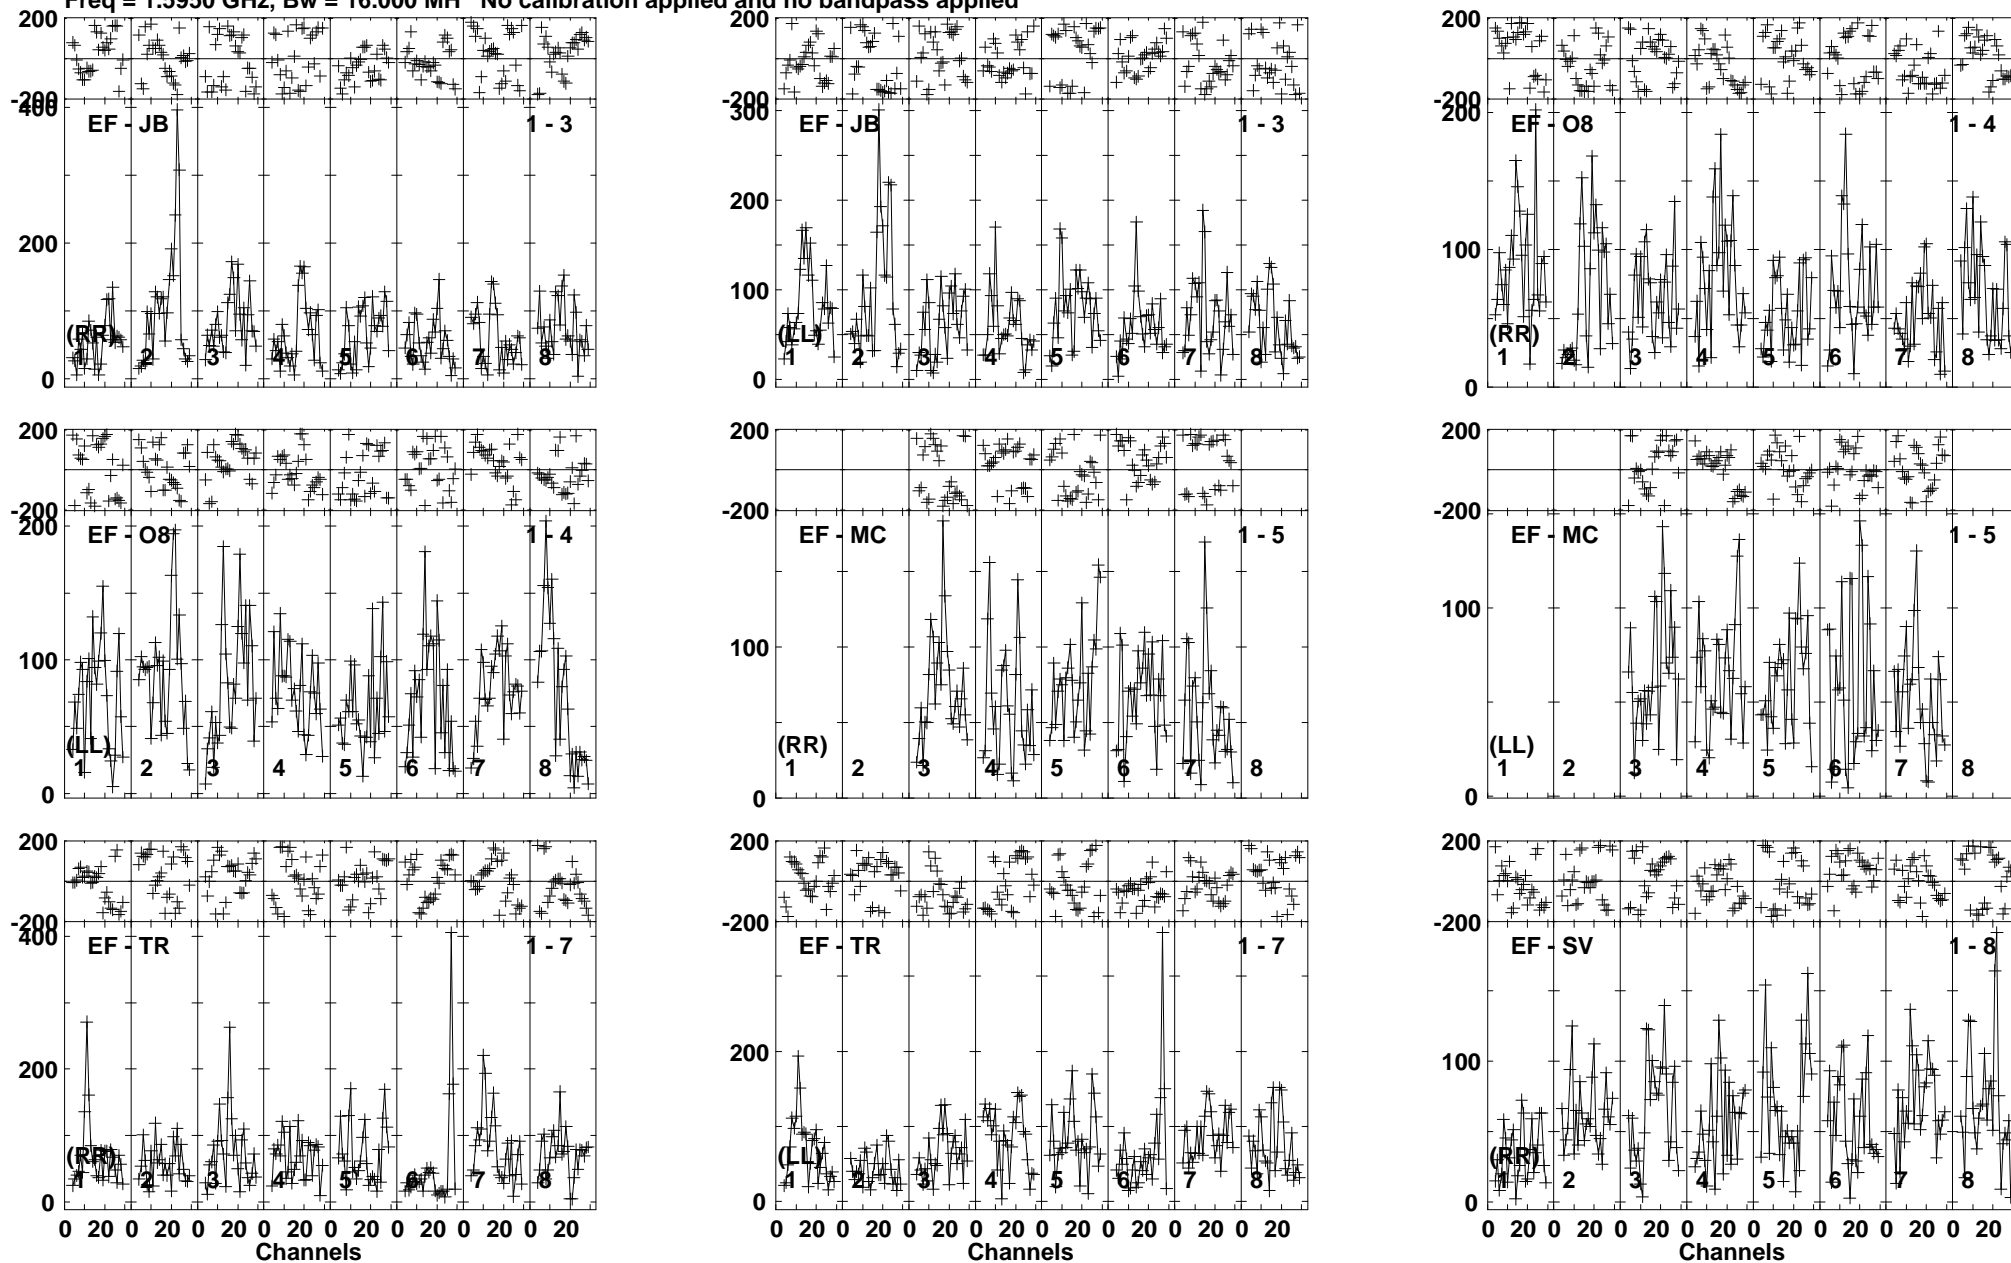 Freq = 1.5950 GHz, Bw = 16.000 MH No calibration applied and no bandpass applied
200 200 200
-200 -200 -200
400 300 200
EF - JB 1 - 3 EF - JB 1 - 3 EF - O8 1 - 4
200 200 100
100
(RR) (LL) (RR)
1 2 3 4 5 6 7 8 1 2 3 4 5 6 7 8 1 2 3 4 5 6 7 8
0 0 0
200 200 200
-200 -200 -200
200
EF - O8 1 - 4 EF - MC 1 - 5 EF - MC 1 - 5
100 100 100
(LL) (RR) (LL)
1 2 3 4 5 6 7 8 1 2 3 4 5 6 7 8 1 2 3 4 5 6 7 8
0 0 0
200 200 200
-200 -200 -200
400
EF - TR 1 - 7 EF - TR 1 - 7 EF - SV 1 - 8
200 200 100
(RR) (LL) (RR)
1 2 3 4 5 6 7 8 1 2 3 4 5 6 7 8 1 2 3 4 5 6 7 8
0 0 0
0 20 0 20 0 20 0 20 0 20 0 20 0 20 0 20 0 20 0 20 0 20 0 20 0 20 0 20 0 20 0 20 0 20 0 20 0 20 0 20 0 20 0 20 0 20 0 20
Channels Channels Channels